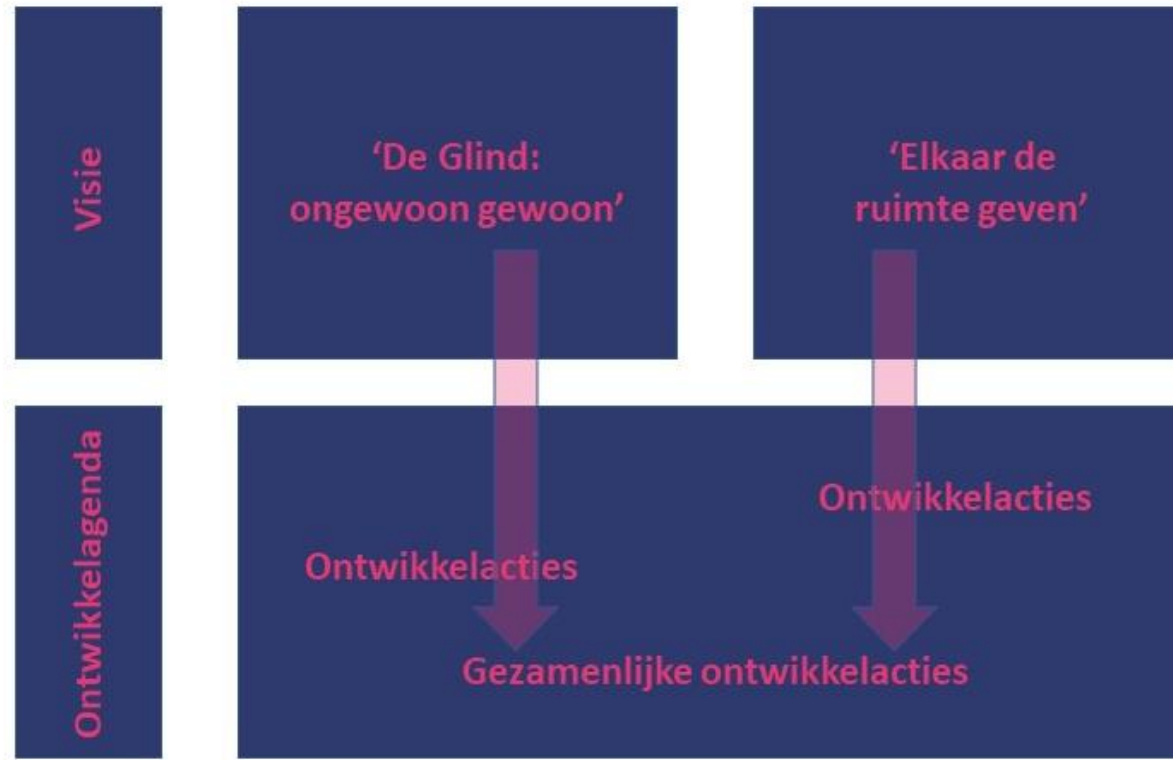 Visie
‘De Glind:
ongewoon gewoon’
‘Elkaar de
ruimte geven’
Ontwikkelagenda
Ontwikkelacties
Ontwikkelacties
Gezamenlijke ontwikkelacties